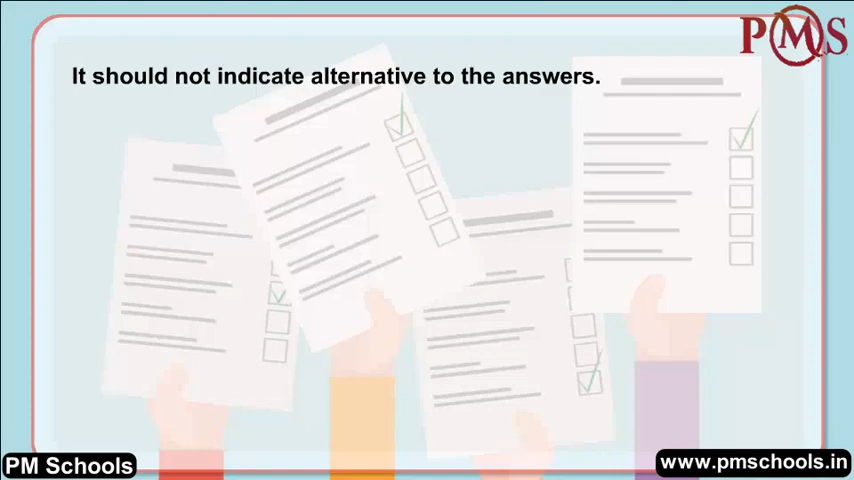 PMS
It should not indicate alternative to the answers.
PM Schools
www.pmschools.in